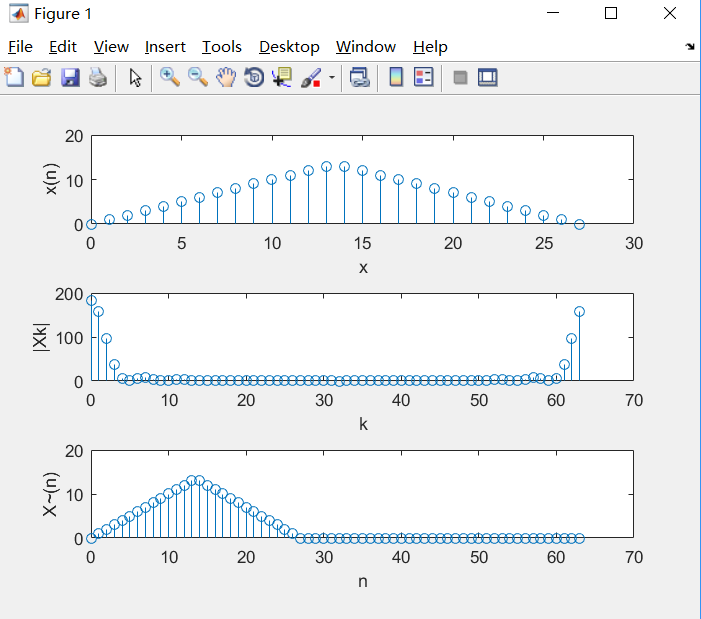 Figure 1
File Edit View Insert Tools Desktop Window Help
20
10
0
x(n)
0 5 10 15 20 25 30
x
200
100
0
|Xk|
0 10 20 30 40 50 60 70
k
20
10
0
X~(n)
0 10 20 30 40 50 60 70
n